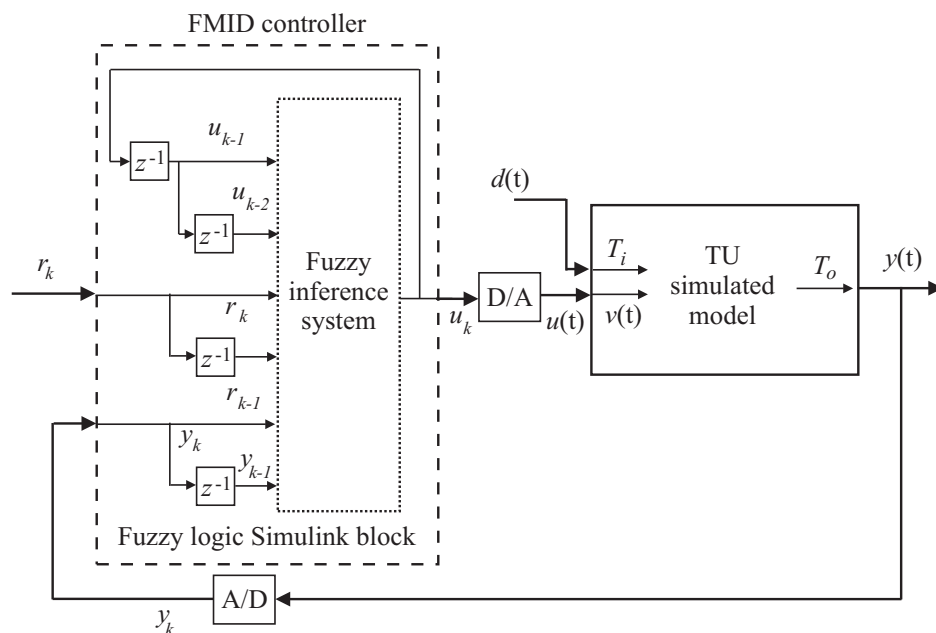 FMID controller
u_{k-1}
z^{-1}
u_{k-2}
z^{-1}
d(t)
r_k
Fuzzy
inference
system
r_k
z^{-1}
r_{k-1}
u_k
D/A
u(t)
T_i
v(t)
TU
simulated
model
T_o
y(t)
y_k
z^{-1}
y_{k-1}
Fuzzy logic Simulink block
A/D
y_k